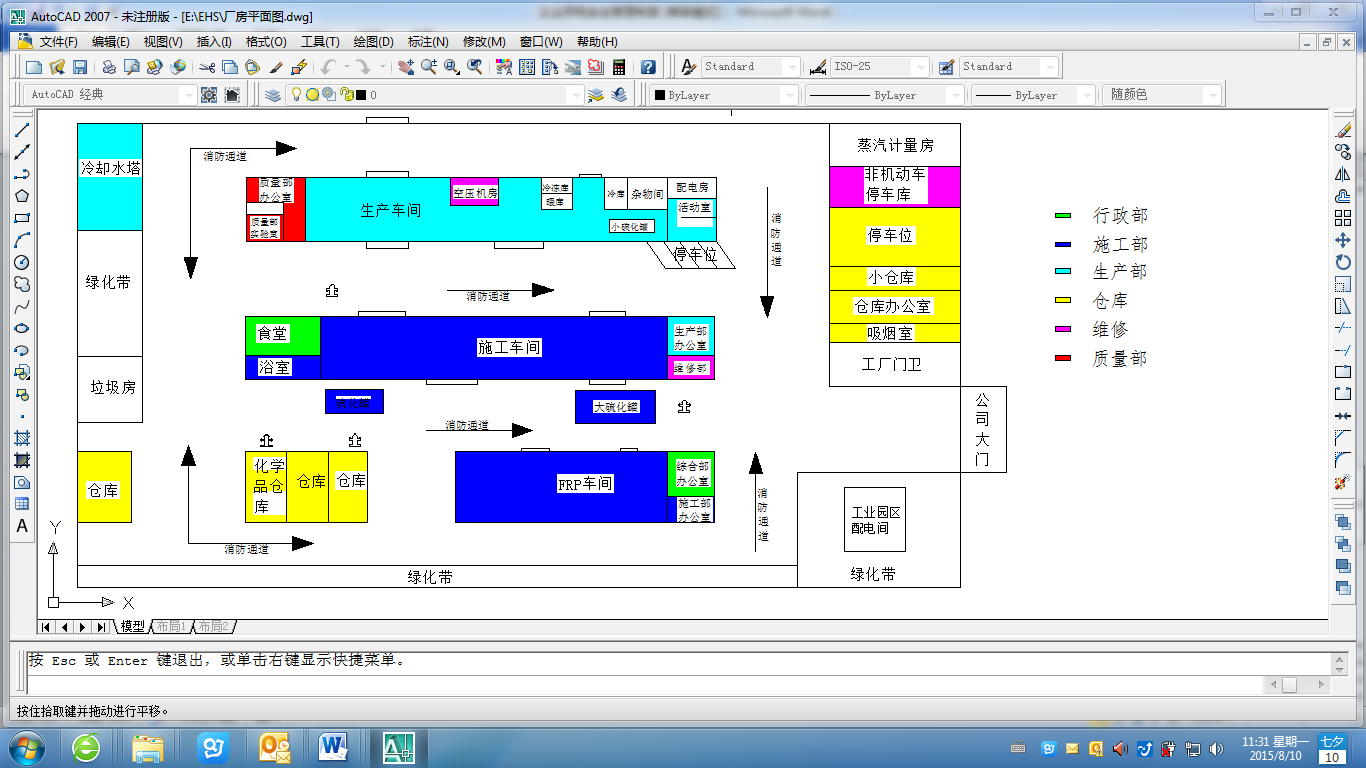 AutoCAD 2007 - 未注册版 - [E:\EHS\厂房平面图.dwg]
文件(F) 编辑(E) 视图(V) 插入(I) 格式(O) 工具(T) 绘图(D) 标注(N) 修改(M) 窗口(W) 帮助(H)
Standard ISO-25 Standard
AutoCAD 经典 0 ByLayer ByLayer ByLayer 随颜色
冷却水塔
绿化带
垃圾房
仓库
消防通道
质量部
办公室
质量部
实验室
生产车间
空压机房
冷冻库
暖库
冷库
杂物间
配电房
活动室
小硫化罐
停车位
消防通道
消防通道
食堂
浴室
施工车间
生产部
办公室
维修部
大硫化罐
消防通道
化学
品仓
库
仓库
仓库
FRP车间
综合部
办公室
施工部
办公室
消防通道
消防通道
绿化带
蒸汽计量房
非机动车
停车库
停车位
小仓库
仓库办公室
吸烟室
工厂门卫
公司大门
工业园区
配电间
绿化带
行政部
施工部
生产部
仓库
维修
质量部
Y
X
模型 布局1 布局2
按 Esc 或 Enter 键退出，或单击右键显示快捷菜单。
按住拾取键并拖动进行平移。
11:31 星期一
2015/8/10
七夕
10